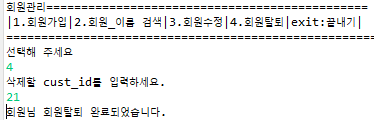 회원관리=============================================
|1.회원가입|2.회원_이름 검색|3.회원수정|4.회원탈퇴|exit:끝내기|
=====================================================
선택해 주세요
4
삭제할 cust_id를 입력하세요.
21
회원님 회원탈퇴 완료되었습니다.